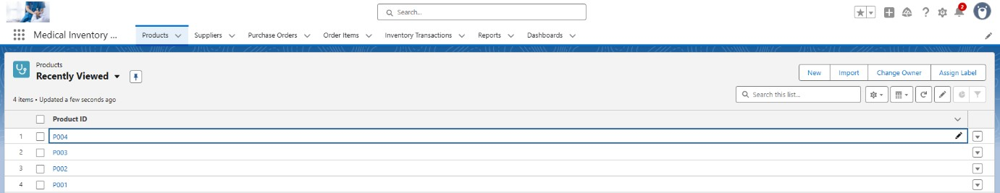 Search...
2
Medical Inventory ...
Products
Suppliers
Purchase Orders
Order Items
Inventory Transactions
Reports
Dashboards
Products
Recently Viewed
New
Import
Change Owner
Assign Label
4 items • Updated a few seconds ago
Search this list...
Product ID
1 P004
2 P003
3 P002
4 P001